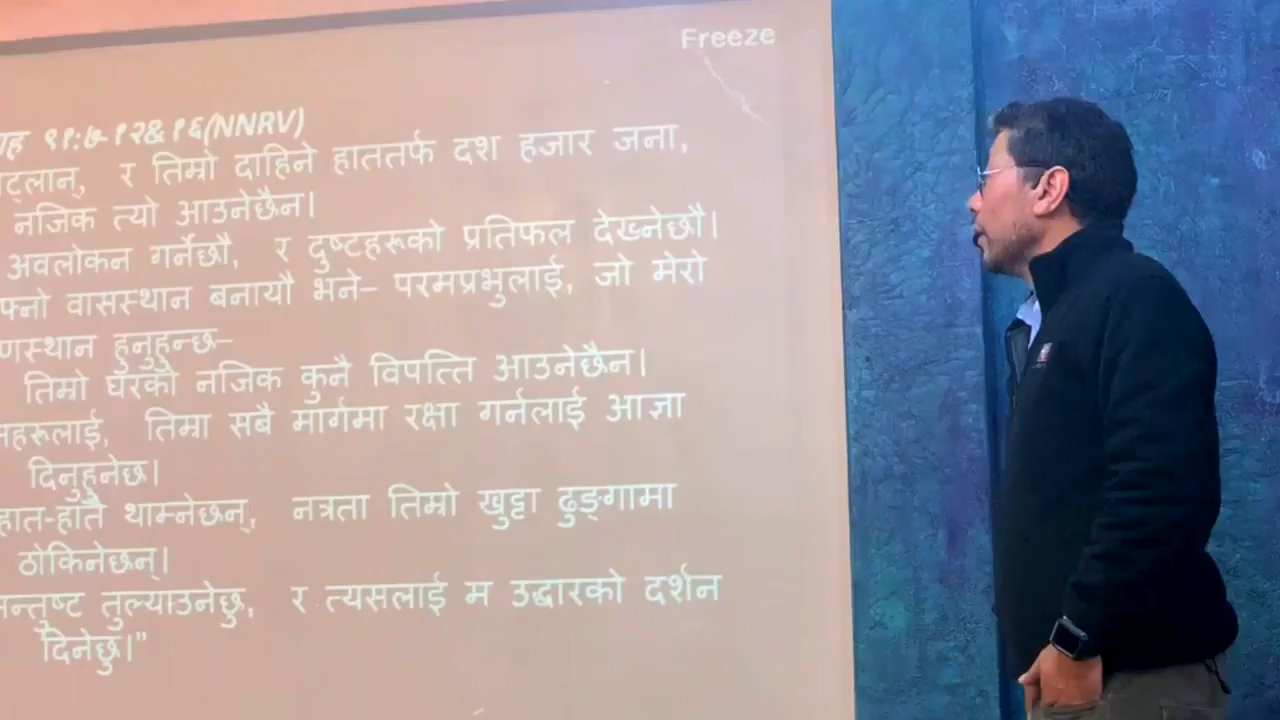 Freeze
९१:७-१२&१६(NNRV)
र तिम्रो दाहिने हाततर्फ दश हजार जना,
नजिक त्यो आउनेछैन।
अवलोकन गर्नेछौ, र दुष्टहरूको प्रतिफल देख्नेछौ।
वासस्थान बनायौ भने– परमप्रभुलाई, जो मेरो
हुनुहुन्छ–
तिम्रो घरको नजिक कुनै विपत्ति आउनेछैन।
तिम्रा सबै मार्गमा रक्षा गर्नलाई आज्ञा
दिनुहुनेछ।
हात-हातै थाम्नेछन्, नत्रता तिम्रो खुट्टा ढुङ्गामा
ठोकिनेछन्।
तुल्याउनेछु, र त्यसलाई म उद्धारको दर्शन
दिनेछु।”